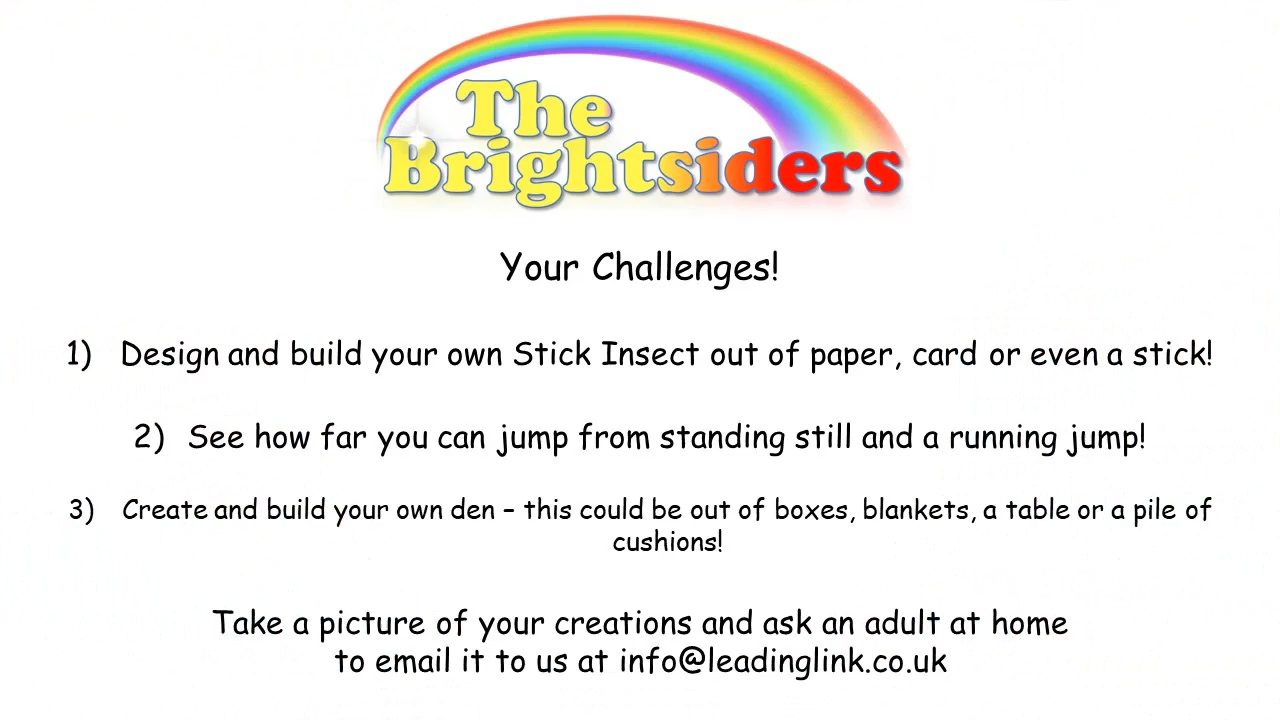 The
Brightsiders
Your Challenges!
1) Design and build your own Stick Insect out of paper, card or even a stick!
2) See how far you can jump from standing still and a running jump!
3) Create and build your own den – this could be out of boxes, blankets, a table or a pile of
cushions!
Take a picture of your creations and ask an adult at home
to email it to us at info@leadinglink.co.uk